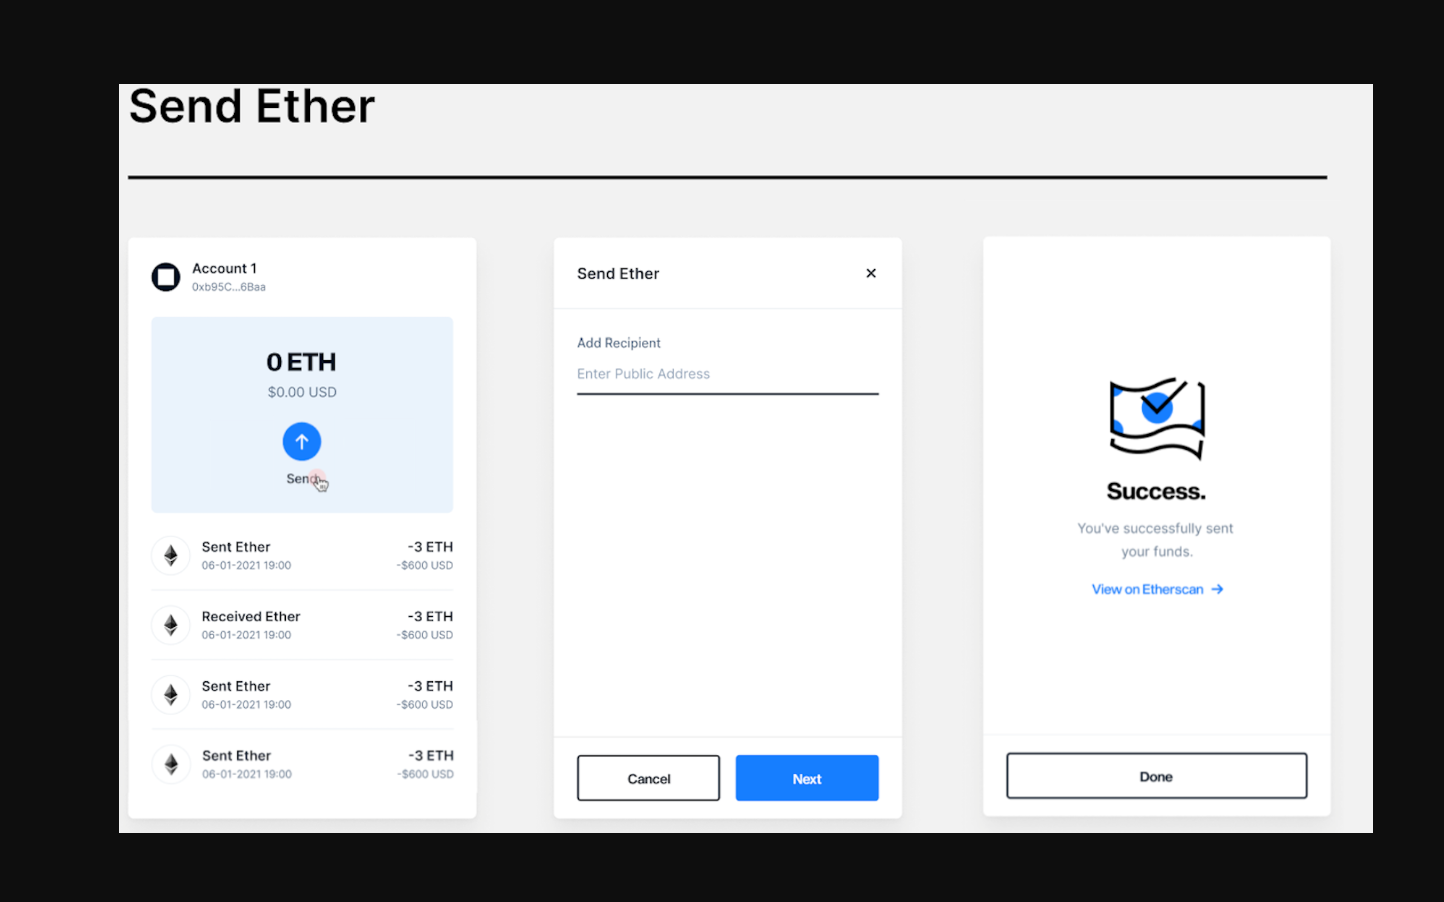 Send Ether
Account 1
0xb95C...6Baa
0 ETH
$0.00 USD
Send
Sent Ether
-3 ETH
06-01-2021 19:00
-$600 USD
Received Ether
-3 ETH
06-01-2021 19:00
-$600 USD
Sent Ether
-3 ETH
06-01-2021 19:00
-$600 USD
Sent Ether
-3 ETH
06-01-2021 19:00
-$600 USD
Send Ether
Add Recipient
Enter Public Address
Cancel
Next
Success.
You've successfully sent
your funds.
View on Etherscan →
Done